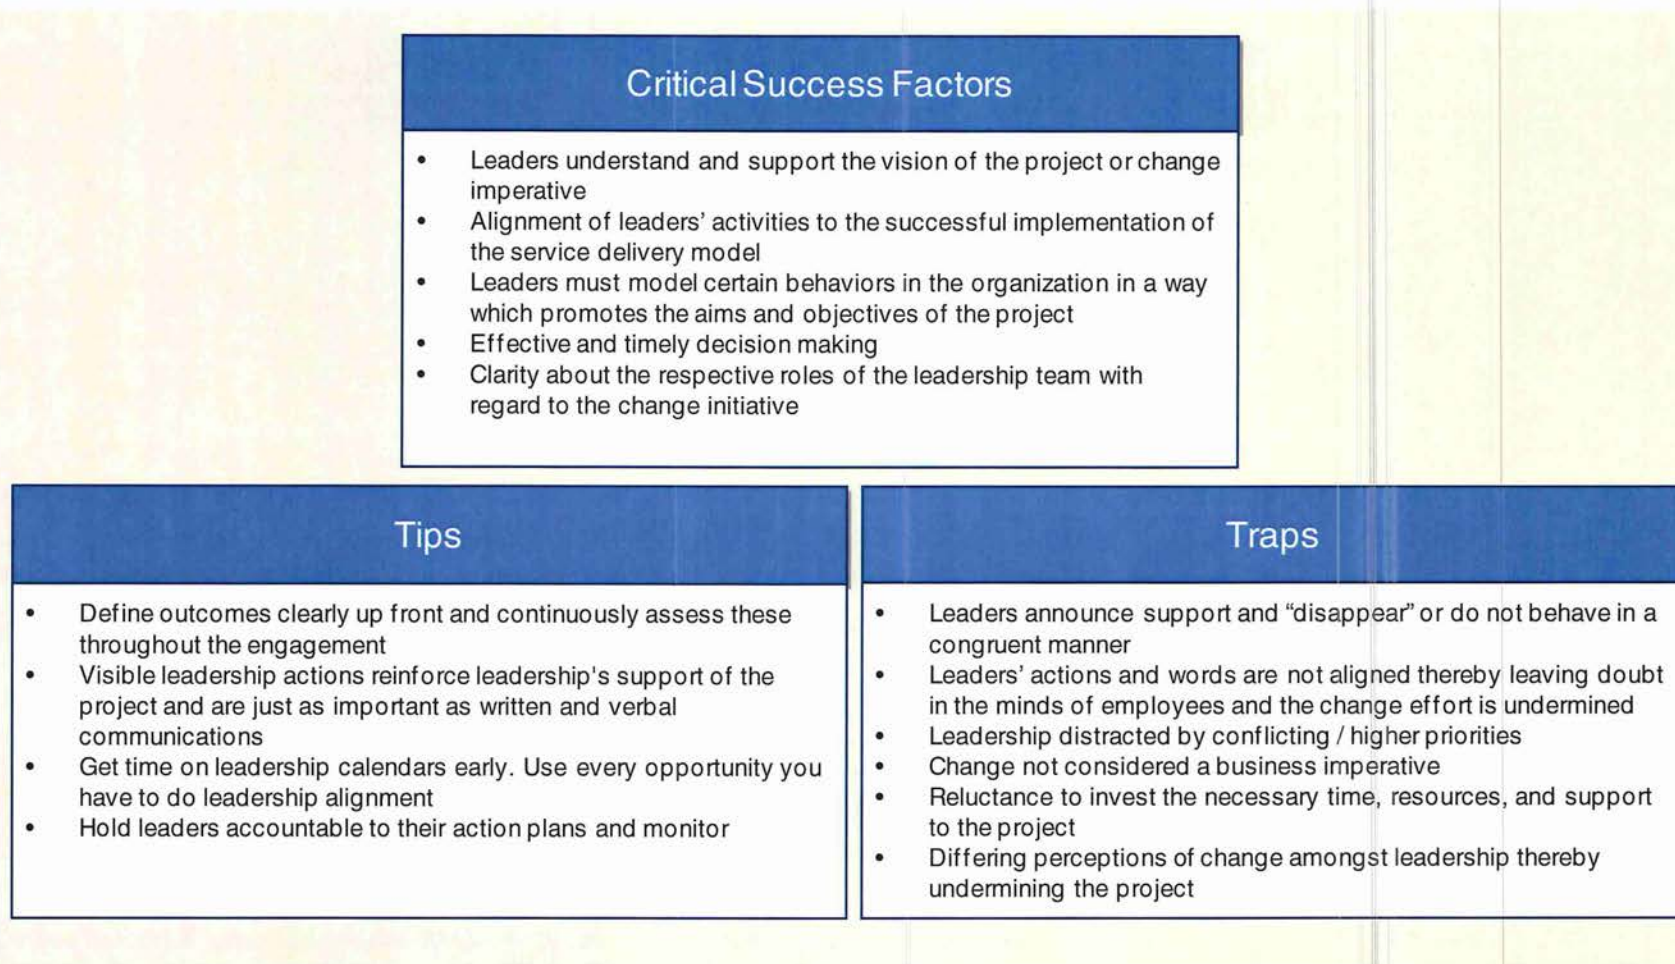 Critical Success Factors
• Leaders understand and support the vision of the project or change
imperative
• Alignment of leaders' activities to the successful implementation of
the service delivery model
• Leaders must model certain behaviors in the organization in a way
which promotes the aims and objectives of the project
• Effective and timely decision making
• Clarity about the respective roles of the leadership team with
regard to the change initiative
Tips
• Define outcomes clearly up front and continuously assess these
throughout the engagement
• Visible leadership actions reinforce leadership's support of the
project and are just as important as written and verbal
communications
• Get time on leadership calendars early. Use every opportunity you
have to do leadership alignment
• Hold leaders accountable to their action plans and monitor
Traps
• Leaders announce support and “disappear” or do not behave in a
congruent manner
• Leaders’ actions and words are not aligned thereby leaving doubt
in the minds of employees and the change effort is undermined
• Leadership distracted by conflicting / higher priorities
• Change not considered a business imperative
• Reluctance to invest the necessary time, resources, and support
to the project
• Differing perceptions of change amongst leadership thereby
undermining the project